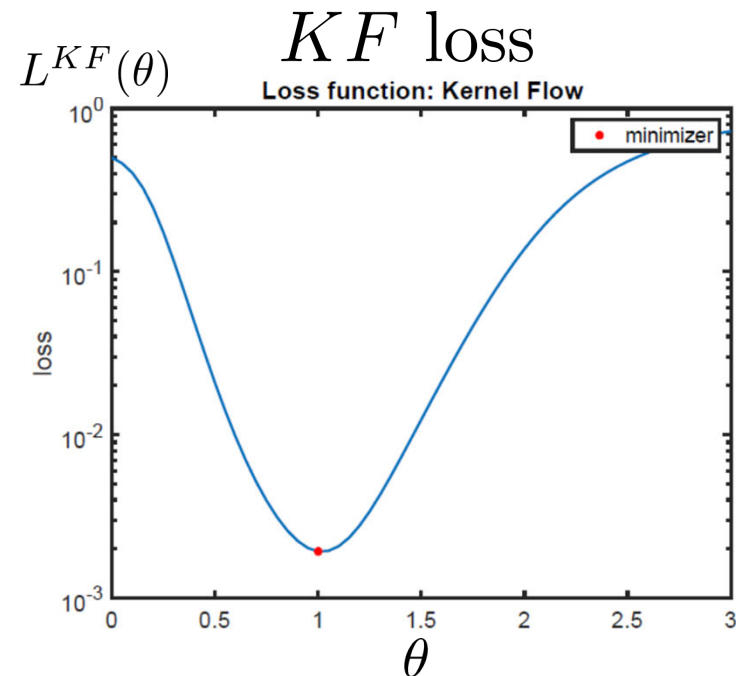 KF loss
L^{KF}(θ)
Loss function: Kernel Flow
10^0
minimizer
10^{-1}
loss
10^{-2}
10^{-3}
0 0.5 1 1.5 2 2.5 3
θ